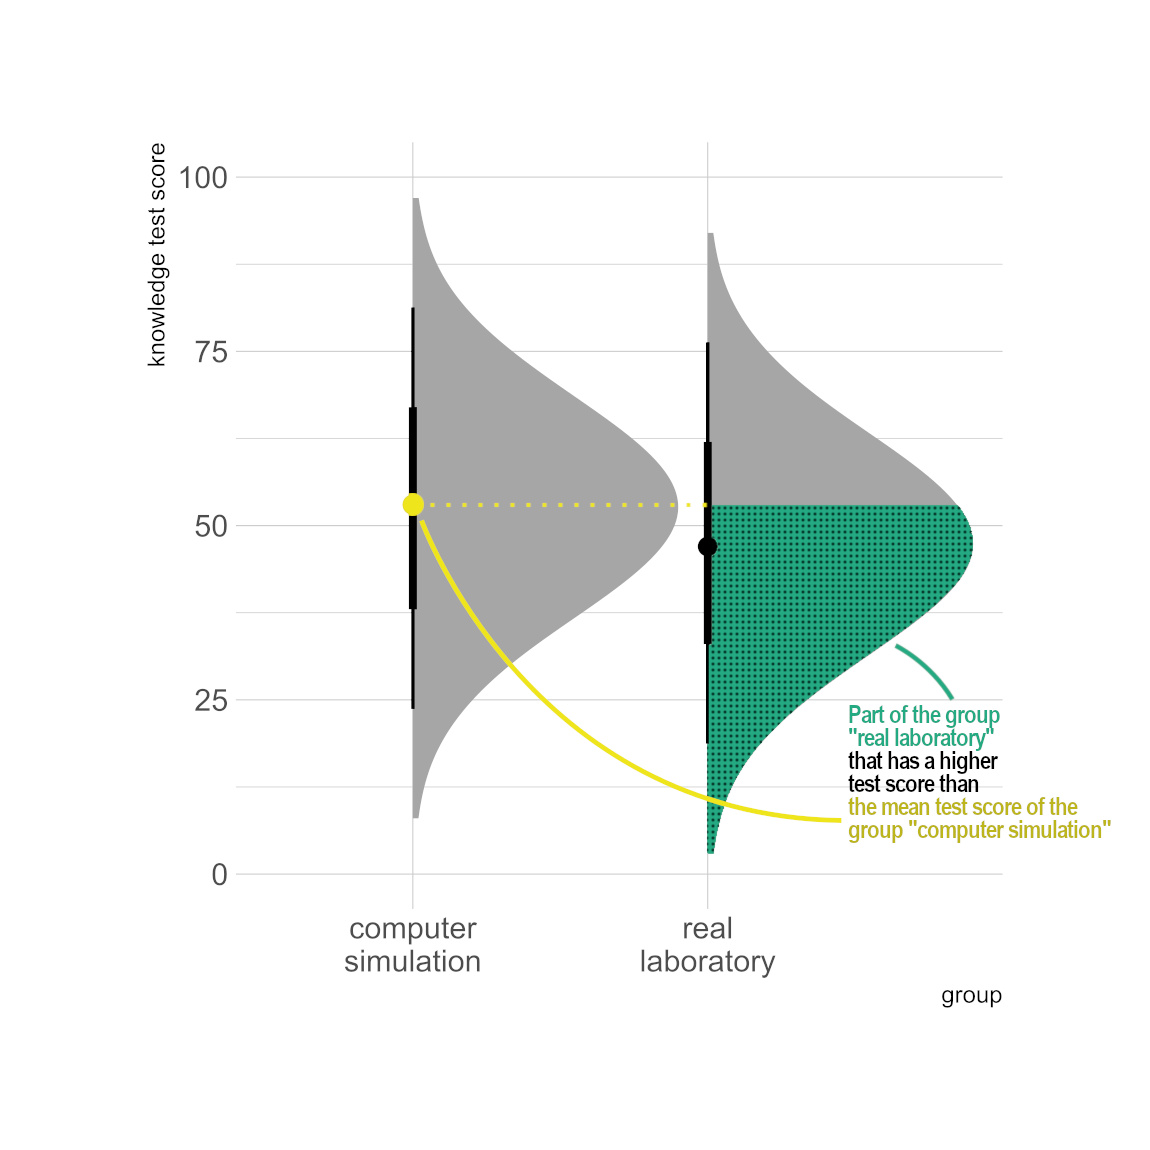 knowledge test score
100
75
50
25
0
Part of the group
"real laboratory"
that has a higher
test score than
the mean test score of the
group "computer simulation"
computer
simulation
real
laboratory
group